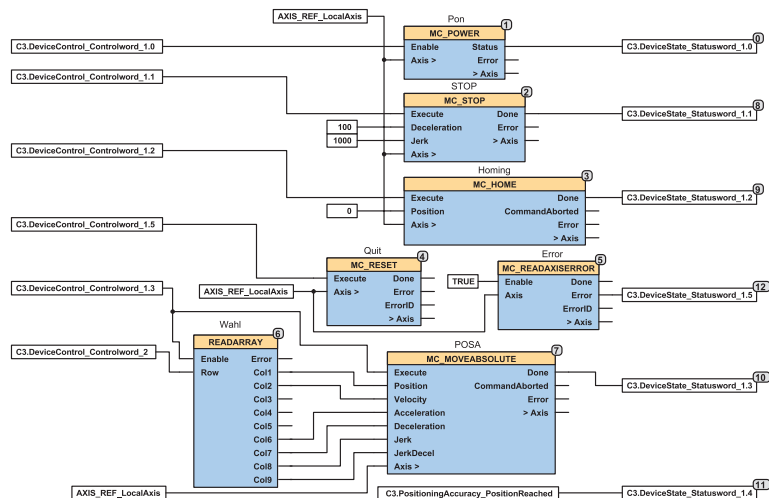 AXIS_REF_LocalAxis
Pon
1
MC_POWER
0
C3.DeviceControl_Controlword_1.0
Enable Status
C3.DeviceState_Statusword_1.0
Axis > Error
> Axis
C3.DeviceControl_Controlword_1.1
STOP
2
MC_STOP
8
Execute Done
C3.DeviceState_Statusword_1.1
100
Deceleration Error
1000
Jerk > Axis
C3.DeviceControl_Controlword_1.2
Axis >
Homing
3
MC_HOME
9
Execute Done
C3.DeviceState_Statusword_1.2
0
Position CommandAborted
C3.DeviceControl_Controlword_1.5
Axis > Error
> Axis
Quit
4
MC_RESET
Error
5
MC_READAXISERROR
Execute Done
TRUE
Enable Done
12
C3.DeviceControl_Controlword_1.3
AXIS_REF_LocalAxis
Axis > Error
Axis Error
C3.DeviceState_Statusword_1.5
ErrorID
ErrorID
> Axis
> Axis
Wahl
6
READARRAY
POSA
7
MC_MOVEABSOLUTE
C3.DeviceControl_Controlword_2
Enable Error
Row Col1
Col2
Col3
Col4
Col5
Col6
Col7
Col8
Col9
Execute Done
10
Position CommandAborted
C3.DeviceState_Statusword_1.3
Velocity Error
Acceleration > Axis
Deceleration
Jerk
JerkDecel
Axis >
11
AXIS_REF_LocalAxis
C3.PositioningAccuracy_PositionReached
C3.DeviceState_Statusword_1.4